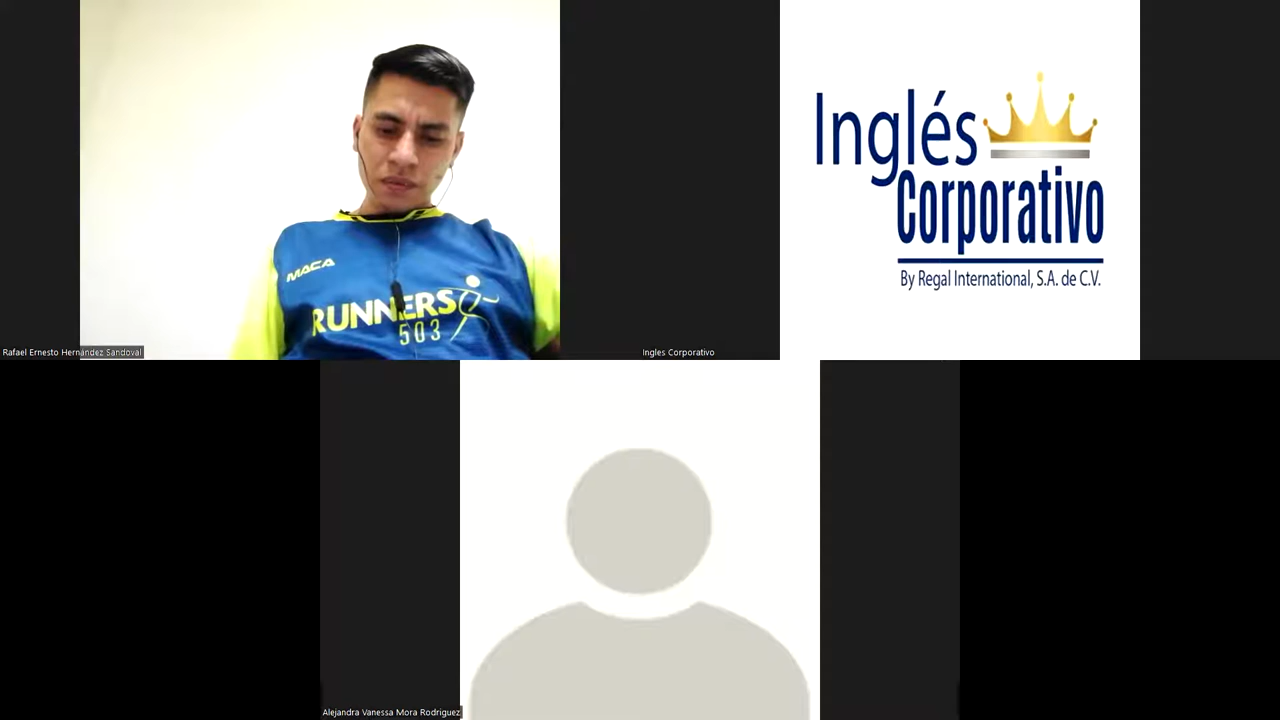 Inglés
Corporativo
By Regal International, S.A. de C.V.
MACA
RUNNERS
503
Rafael Ernesto Hernandez Sandoval
Ingles Corporativo
Alejandra Vanessa Mora Rodriguez